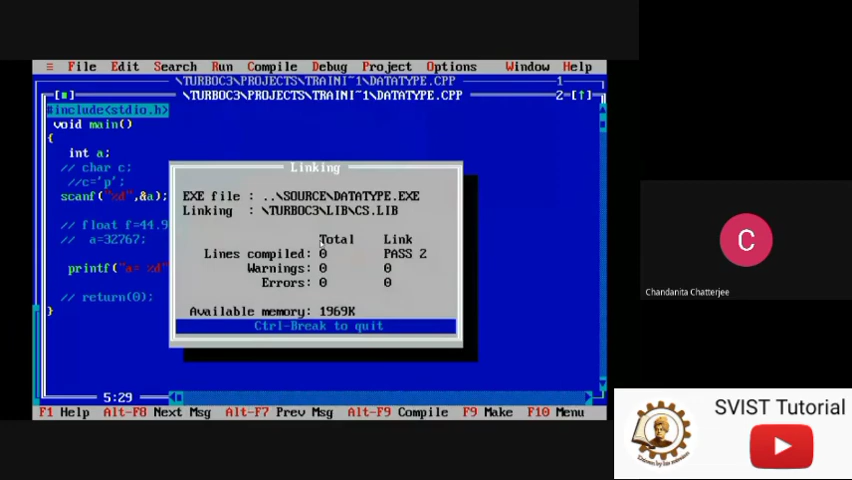 ≡ File Edit Search Run Compile Debug Project Options Window Help
\TURBOC3\PROJECTS\TRAINI~1\DATATYPE.CPP 1
[■] \TURBOC3\PROJECTS\TRAINI~1\DATATYPE.CPP 2=[↑]
#include<stdio.h>
void main()
{
int a;
// char c;
//c='p';
scanf("%d",&a);
// float f=44.9
// a=32767;
printf("a= %d"
// return(0);
}
Linking
EXE file : ..\SOURCE\DATATYPE.EXE
Linking : \TURBOC3\LIB\CS.LIB
Total Link
Lines compiled: 0 PASS 2
Warnings: 0 0
Errors: 0 0
Available memory: 1969K
Ctrl-Break to quit
5:29
F1 Help Alt-F8 Next Msg Alt-F7 Prev Msg Alt-F9 Compile F9 Make F10 Menu
C
Chandanita Chatterjee
SVIST Tutorial